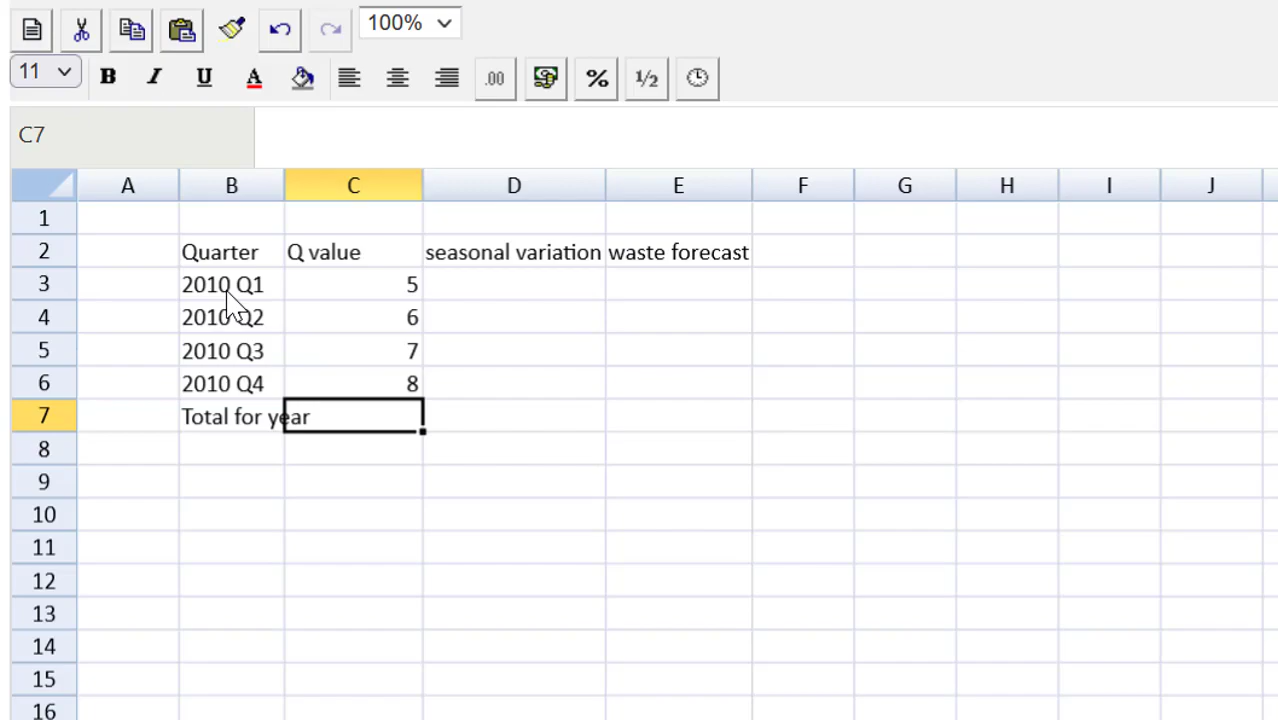 100%
11 B I U A .00 % 1/2
C7
A B C D E F G H I J
1
2 Quarter Q value seasonal variation waste forecast
3 2010 Q1 5
4 2010 Q2 6
5 2010 Q3 7
6 2010 Q4 8
7 Total for year
8
9
10
11
12
13
14
15
16